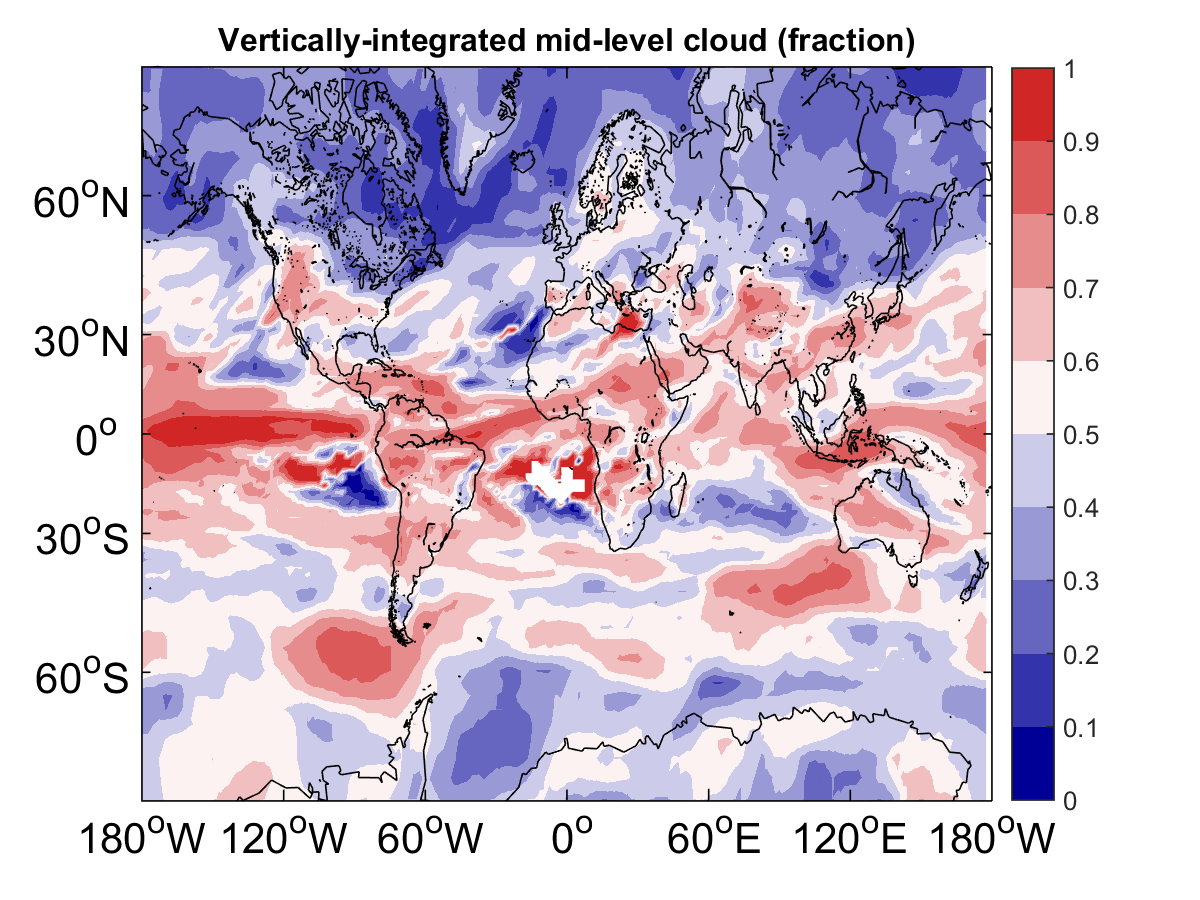 Vertically-integrated mid-level cloud (fraction)
1
0.9
0.8
0.7
0.6
0.5
0.4
0.3
0.2
0.1
0
60°N
30°N
0°
30°S
60°S
180°W 120°W 60°W 0° 60°E 120°E 180°W